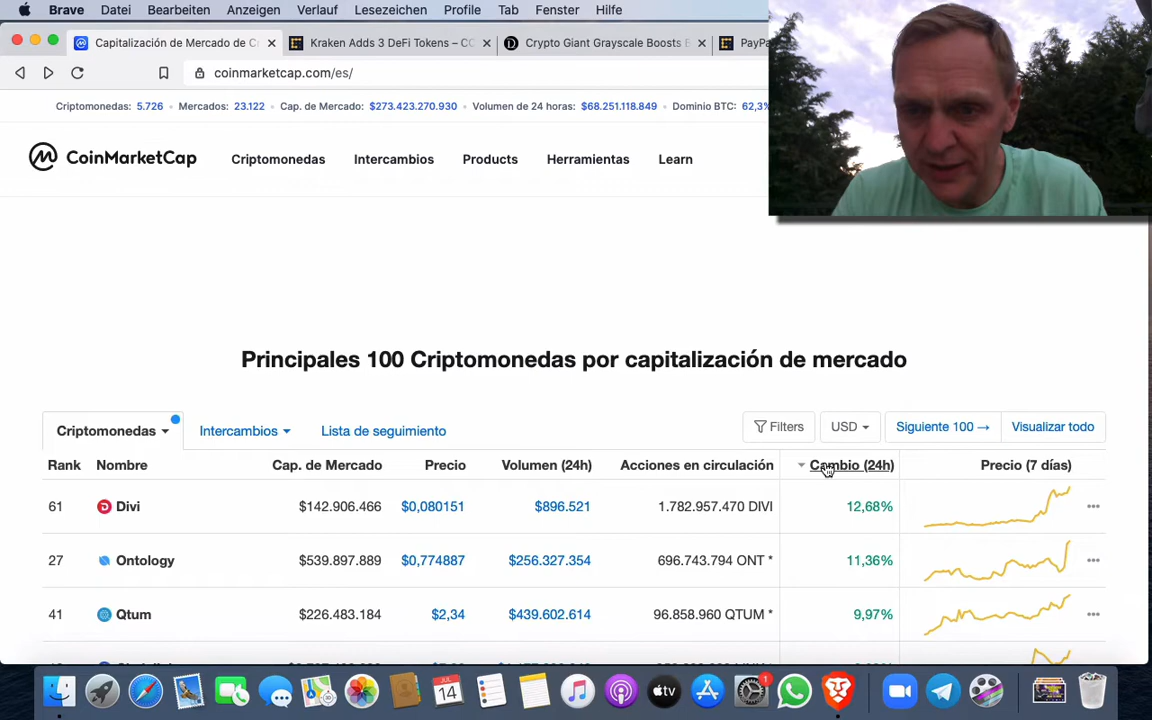 Brave Datei Bearbeiten Anzeigen Verlauf Lesezeichen Profile Tab Fenster Hilfe
Capitalización de Mercado de C Kraken Adds 3 DeFi Tokens – CC Crypto Giant Grayscale Boosts PayPa
coinmarketcap.com/es/
Criptomonedas: 5.726 Mercados: 23.122 Cap. de Mercado: $273.423.270.930 Volumen de 24 horas: $68.251.118.849 Dominio BTC: 62,3%
CoinMarketCap Criptomonedas Intercambios Products Herramientas Learn
Principales 100 Criptomonedas por capitalización de mercado
Criptomonedas Intercambios Lista de seguimiento Filters USD Siguiente 100 → Visualizar todo
Rank Nombre Cap. de Mercado Precio Volumen (24h) Acciones en circulación Cambio (24h) Precio (7 días)
61 Divi $142.906.466 $0,080151 $896.521 1.782.957.470 DIVI 12,68%
27 Ontology $539.897.889 $0,774887 $256.327.354 696.743.794 ONT * 11,36%
41 Qtum $226.483.184 $2,34 $439.602.614 96.858.960 QTUM * 9,97%
JUL 14 tv 1